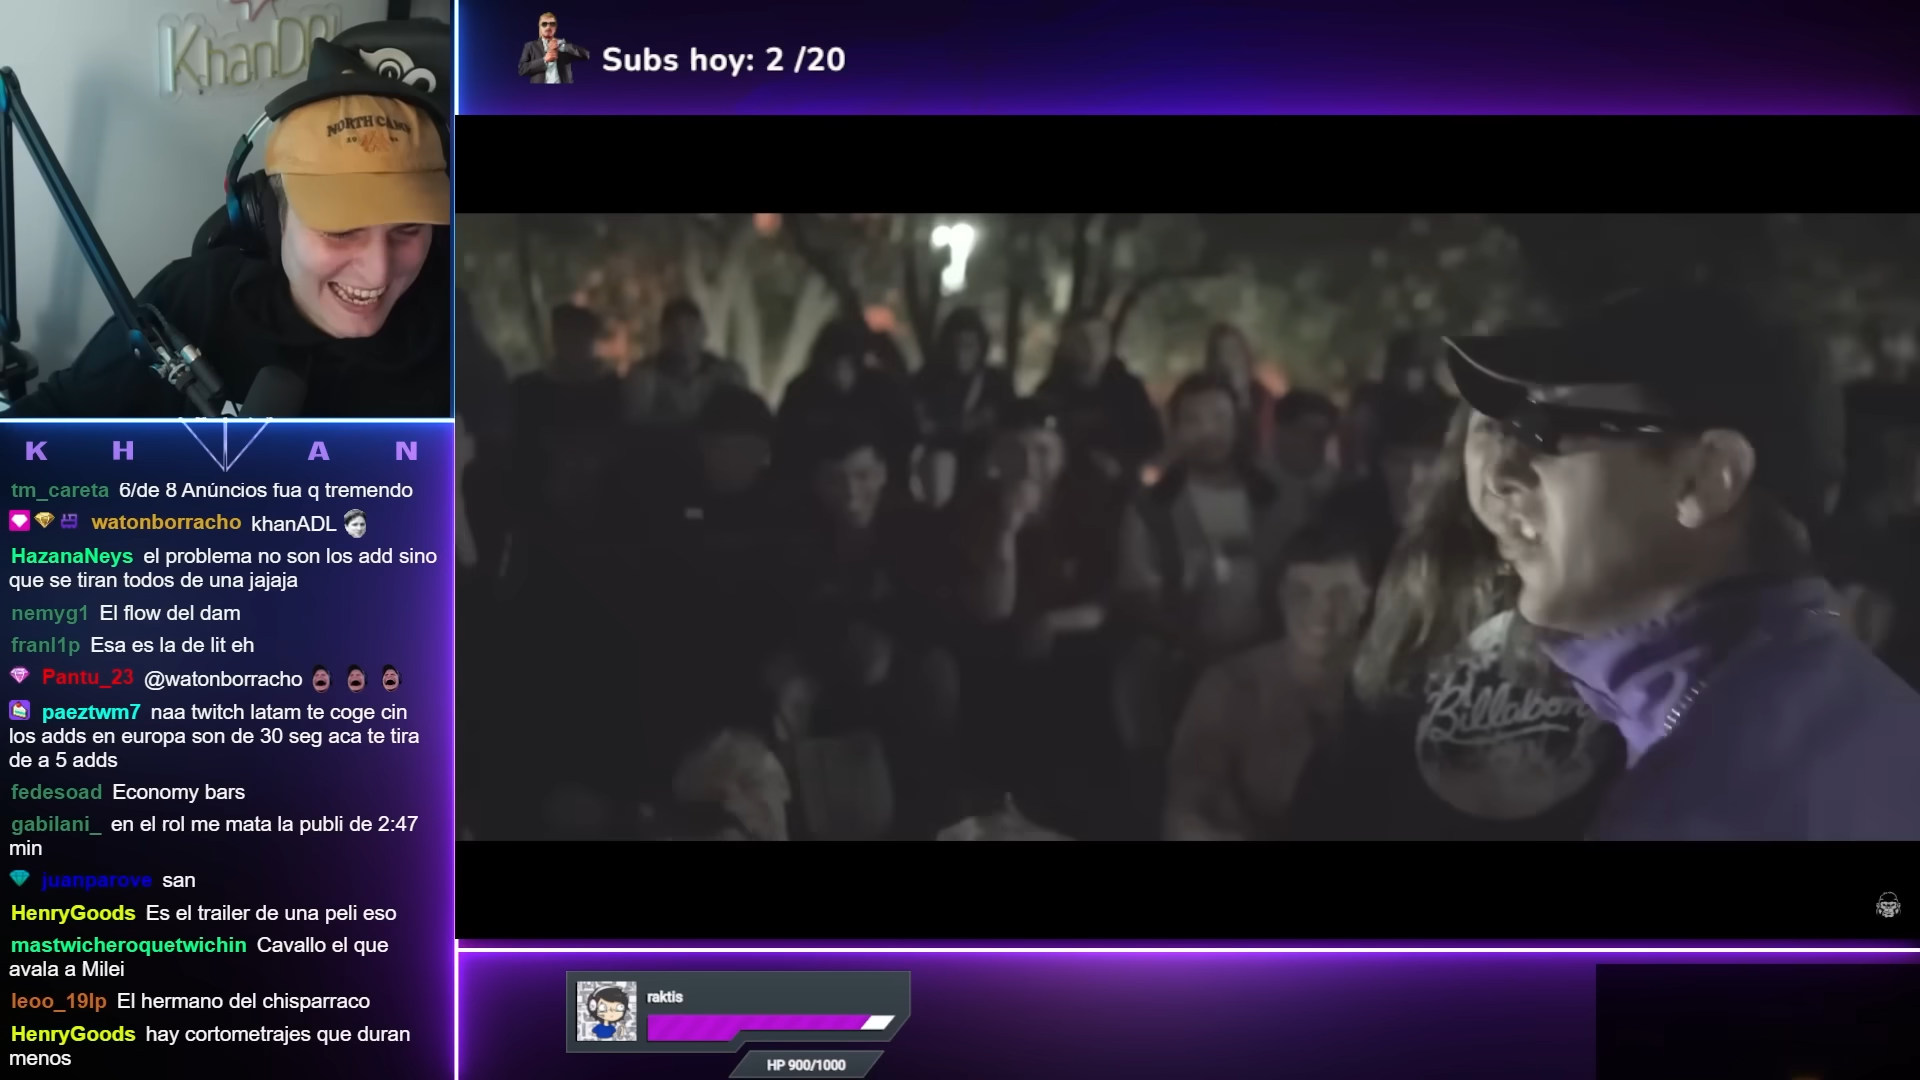 KhanD
NORTH CAMP
Subs hoy: 2 /20
K H A N
tm_careta 6/de 8 Anúncios fua q tremendo
watonborracho khanADL
HazanaNeys el problema no son los add sino
que se tiran todos de una jajaja
nemyg1 El flow del dam
franl1p Esa es la de lit eh
Pantu_23 @watonborracho
paeztwm7 naa twitch latam te coge cin
los adds en europa son de 30 seg aca te tira
de a 5 adds
fedesoad Economy bars
gabilani_ en el rol me mata la publi de 2:47
min
juanparove san
HenryGoods Es el trailer de una peli eso
mastwicheroquetwichin Cavallo el que
avala a Milei
leoo_19lp El hermano del chisparraco
HenryGoods hay cortometrajes que duran
menos
Billabong
raktis
HP 900/1000